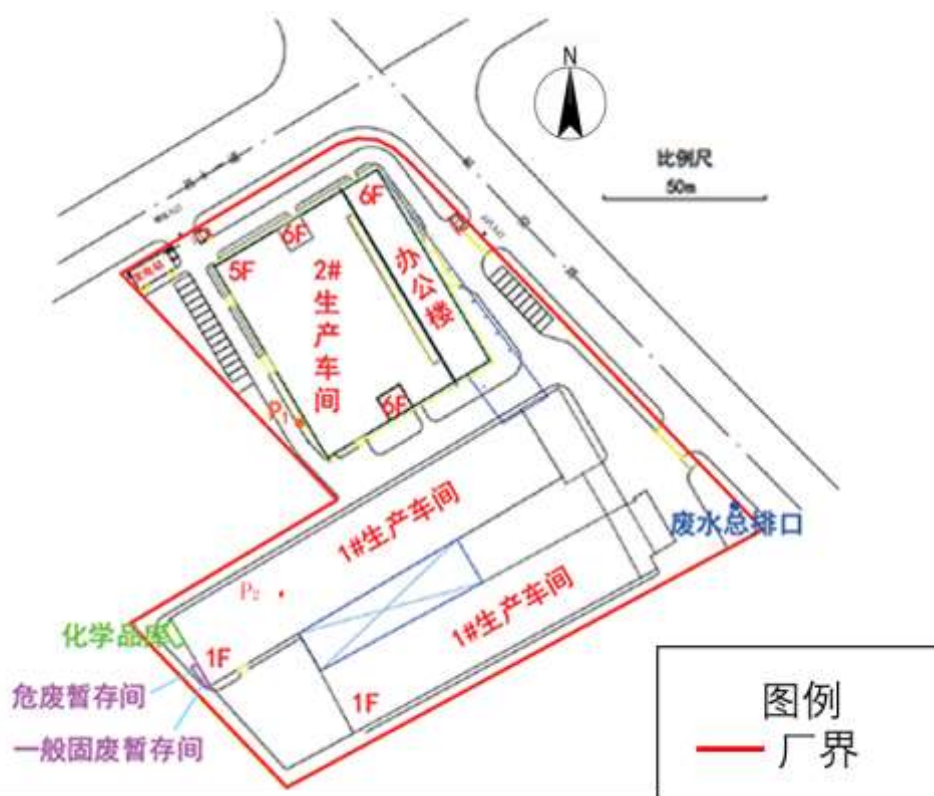 N
比例尺
50m
6F
6F
5F
2#
生
产
车
间
办
公
楼
6F
P1
1#生产车间
废水总排口
P2
1#生产车间
化学品库
1F
危废暂存间
1F
一般固废暂存间
图例
厂界